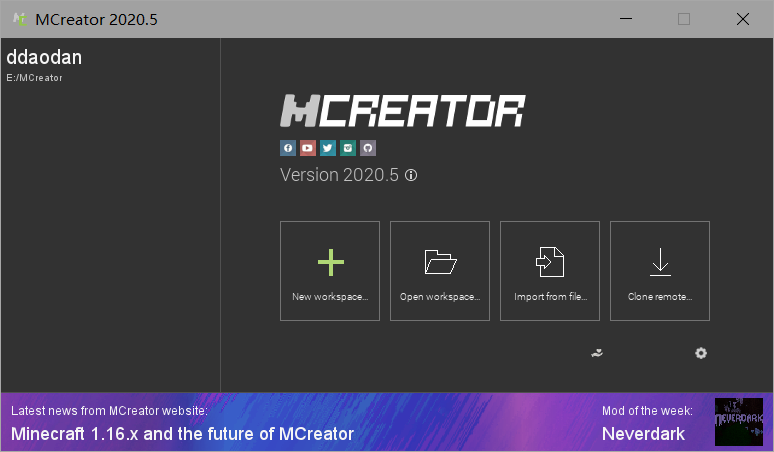 MCreator 2020.5
ddaodan
E:/MCreator
MCREATOR
Version 2020.5
New workspace...
Open workspace...
Import from file...
Clone remote...
Latest news from MCreator website:
Minecraft 1.16.x and the future of MCreator
Mod of the week:
Neverdark
NEVERDARK